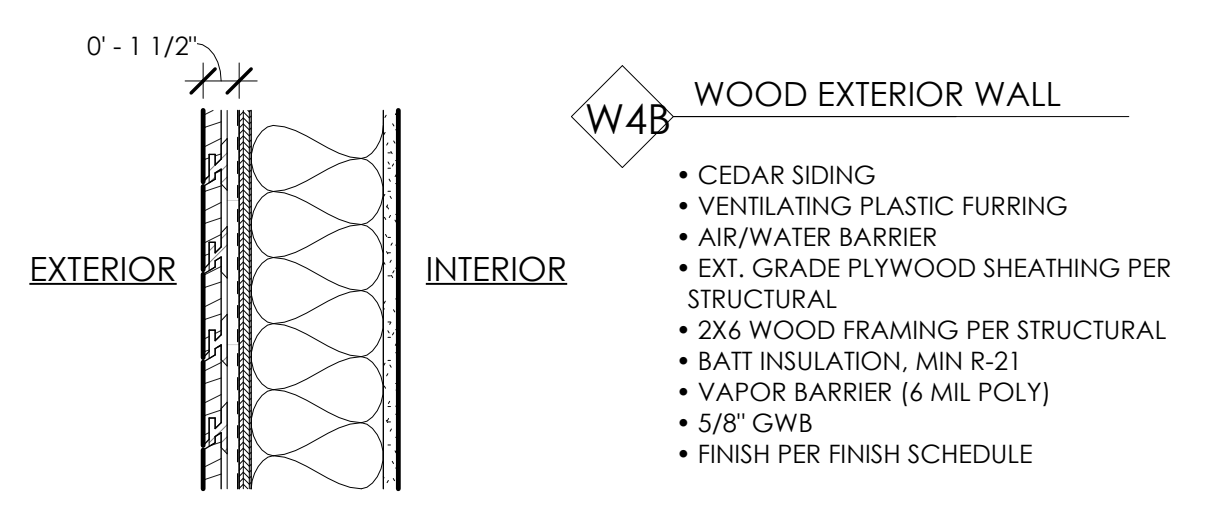 0' - 1 1/2"
W4B
WOOD EXTERIOR WALL
EXTERIOR
INTERIOR
• CEDAR SIDING
• VENTILATING PLASTIC FURRING
• AIR/WATER BARRIER
• EXT. GRADE PLYWOOD SHEATHING PER
STRUCTURAL
• 2X6 WOOD FRAMING PER STRUCTURAL
• BATT INSULATION, MIN R-21
• VAPOR BARRIER (6 MIL POLY)
• 5/8" GWB
• FINISH PER FINISH SCHEDULE